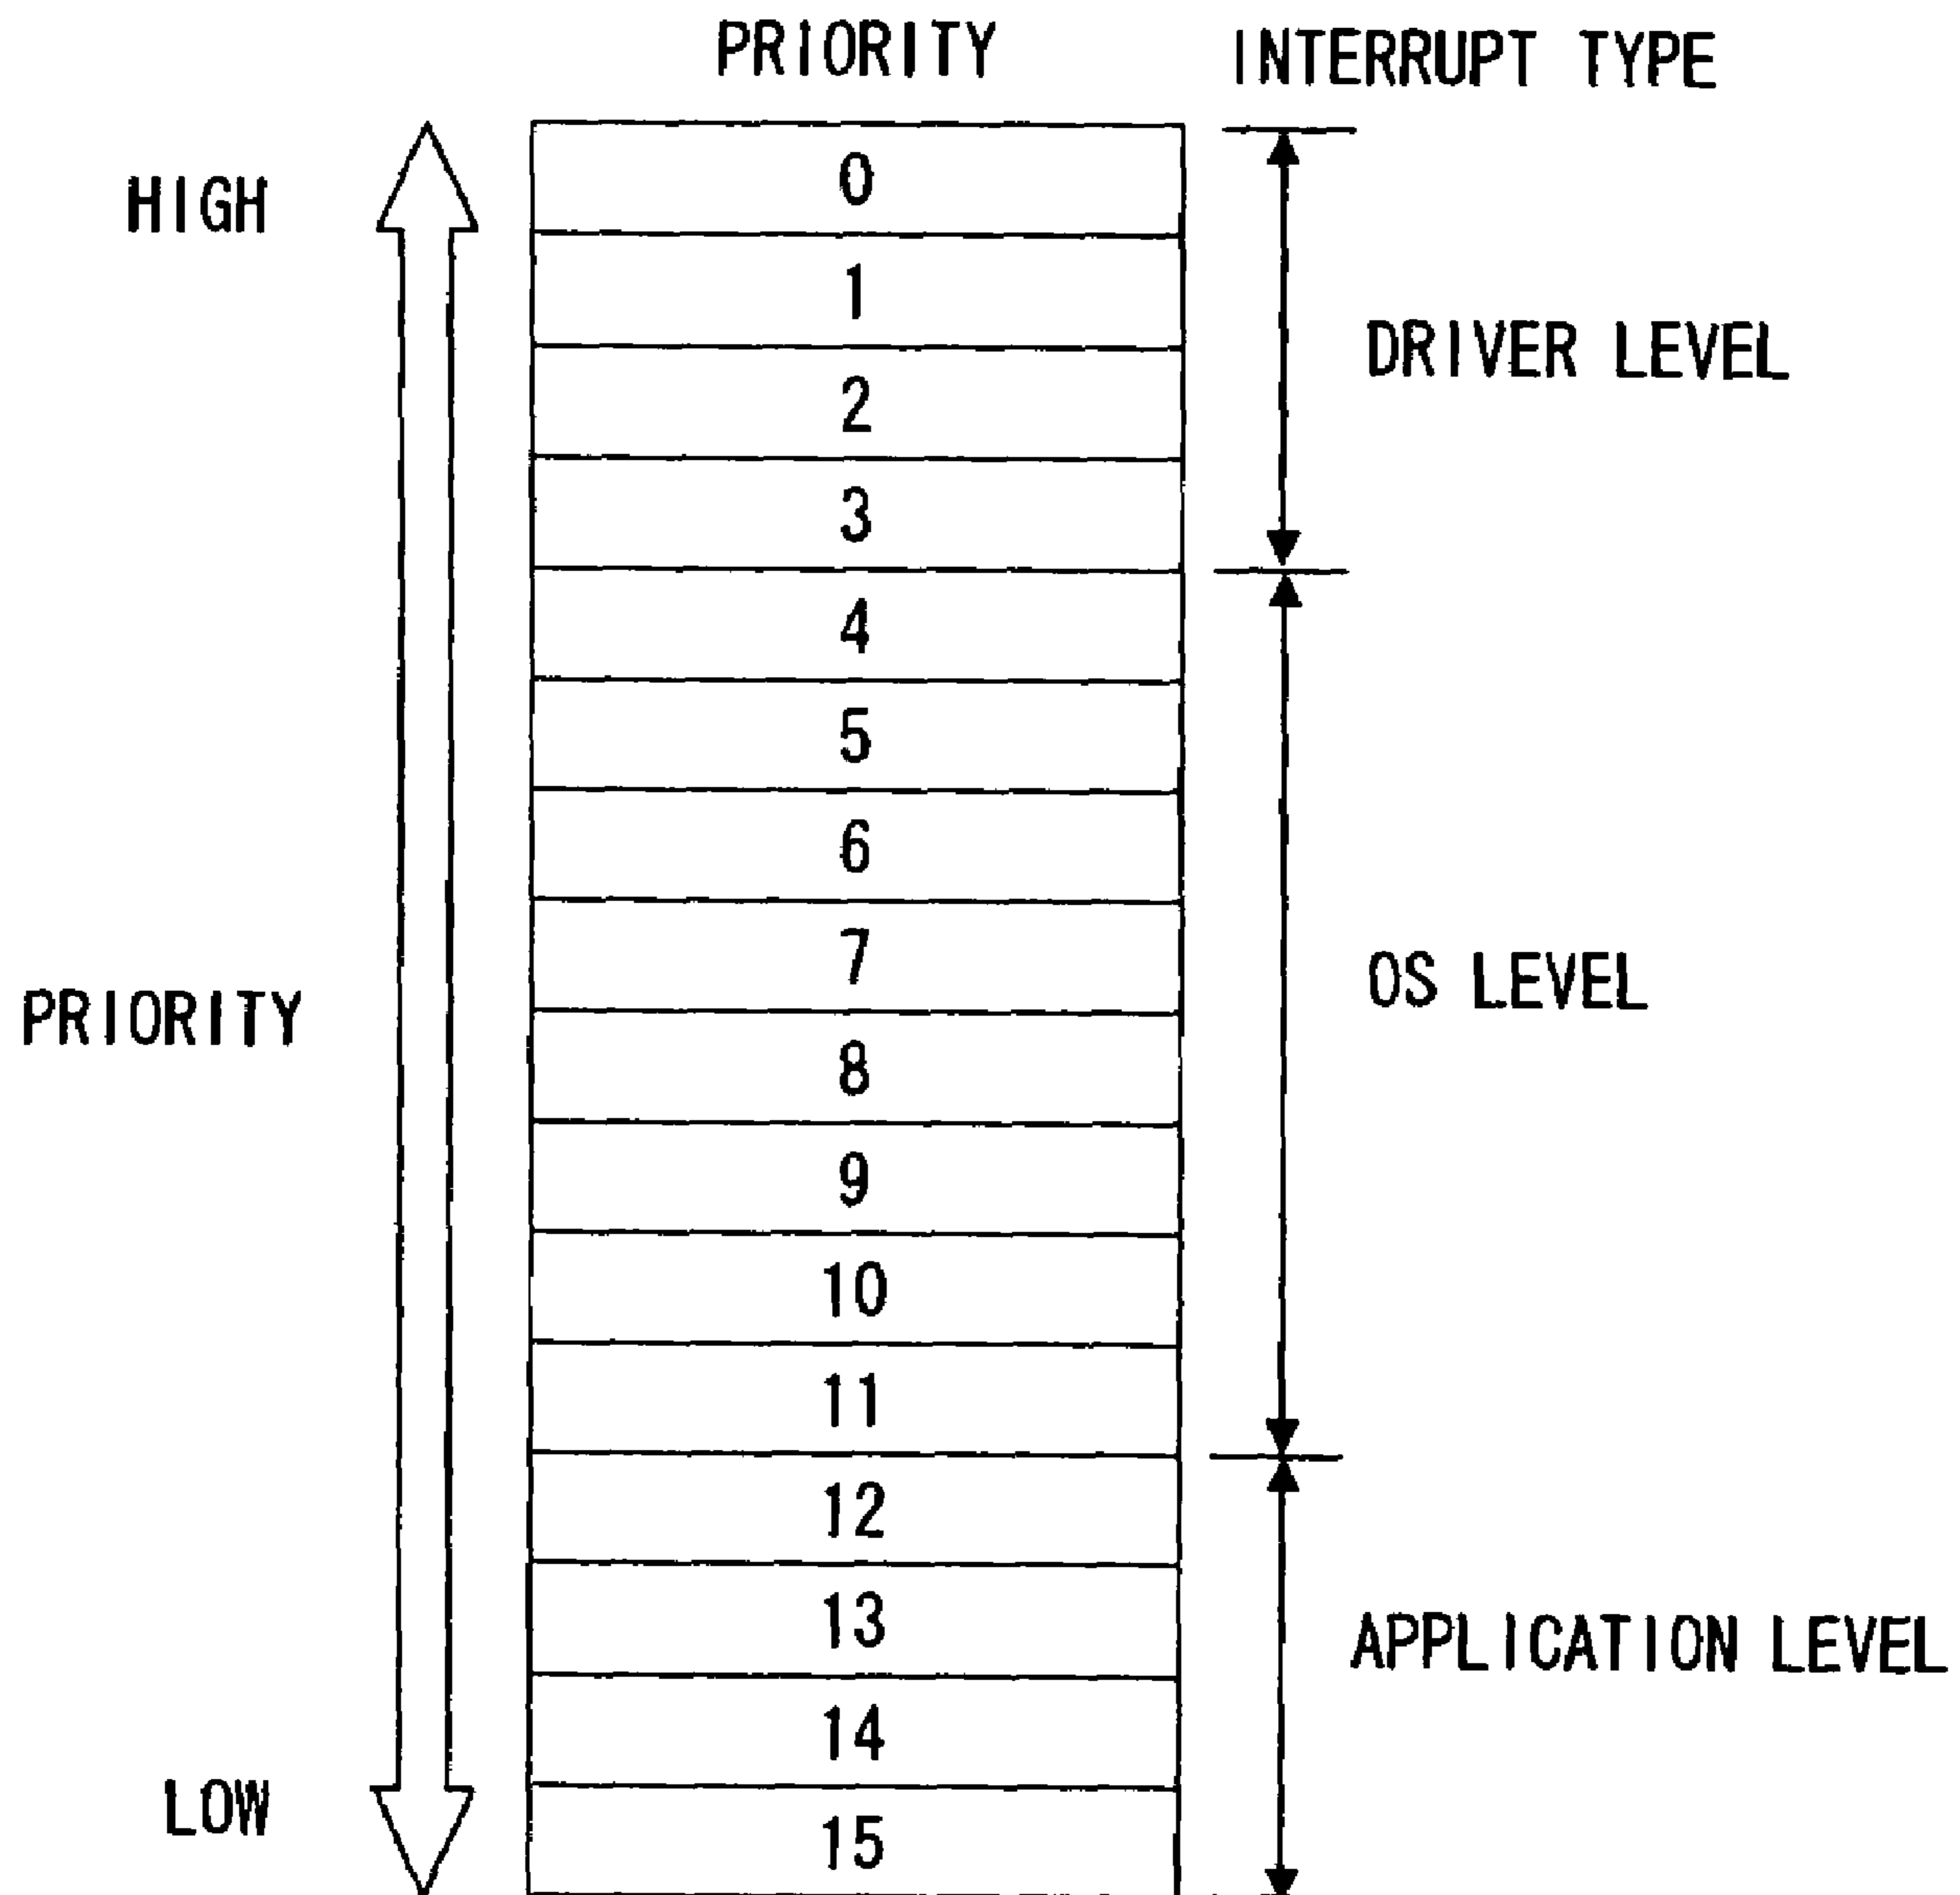 PRIORITY INTERRUPT TYPE
HIGH
0
1
DRIVER LEVEL
2
3
4
5
6
7
OS LEVEL
PRIORITY
8
9
10
11
12
13
APPLICATION LEVEL
14
LOW
15